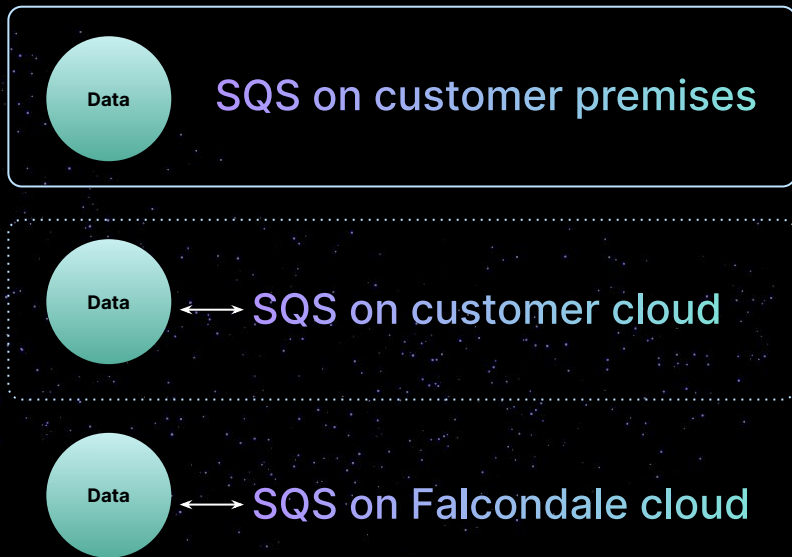 Data
SQS on customer premises
Data
SQS on customer cloud
Data
SQS on Falcondale cloud